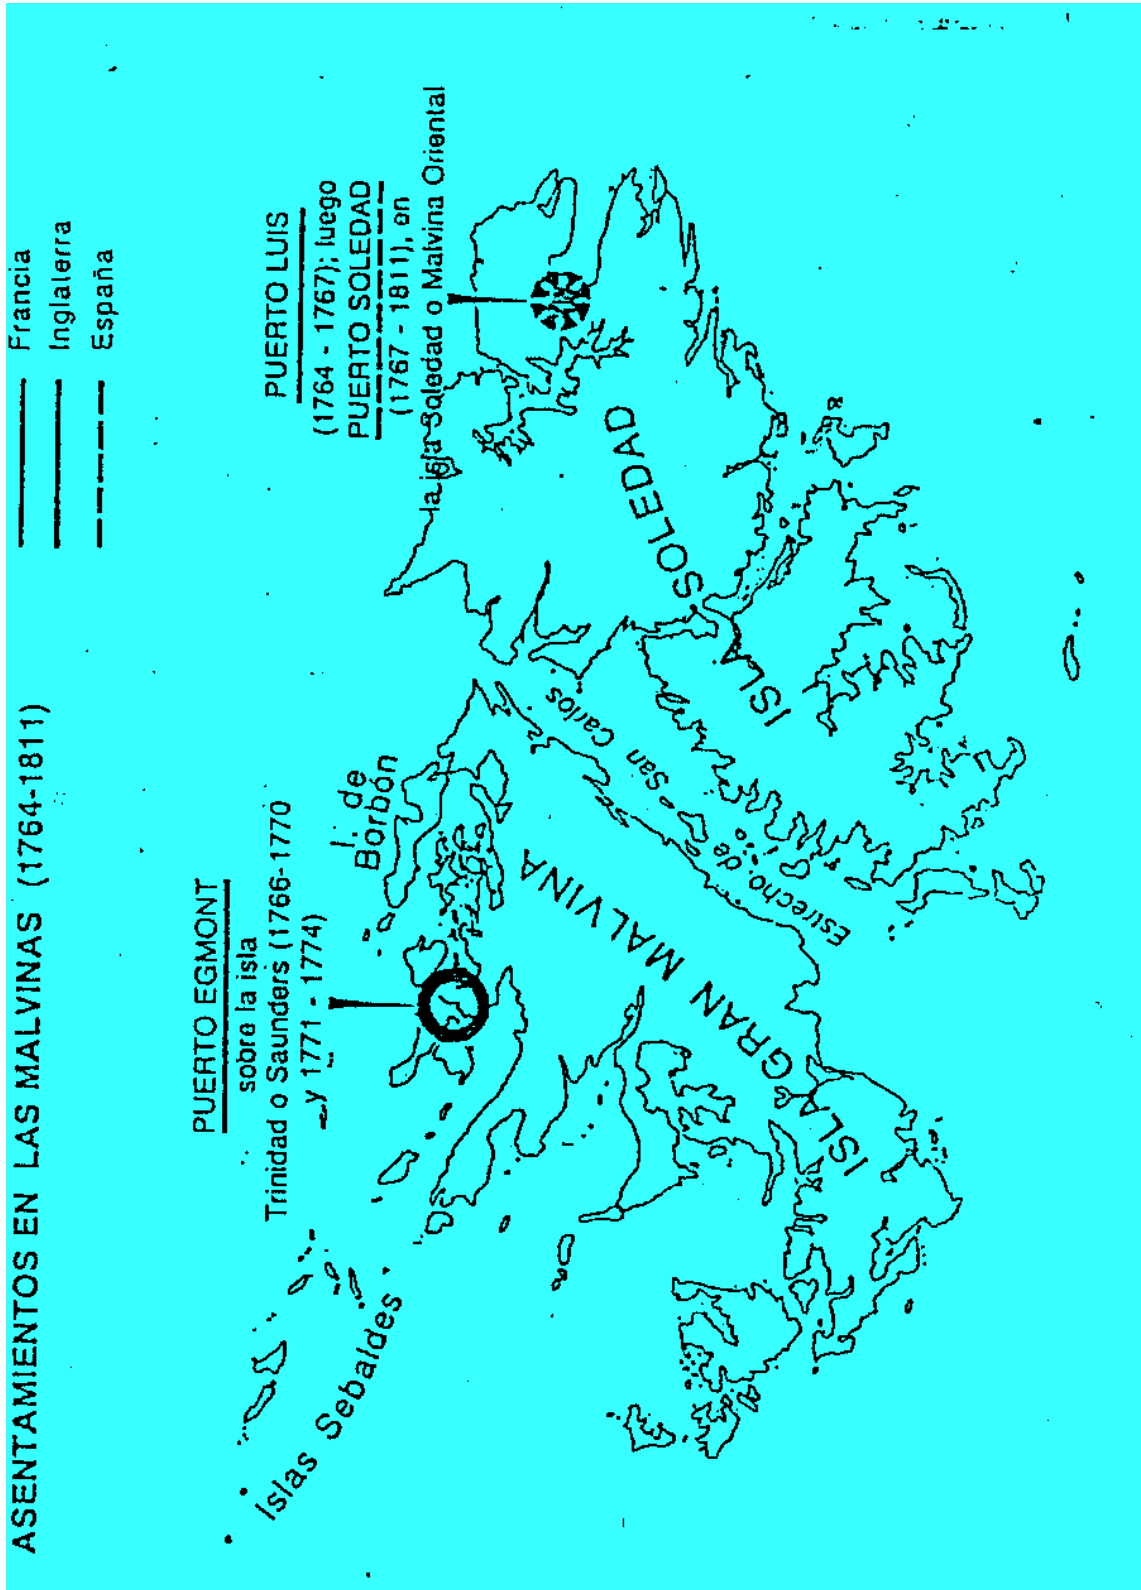 ASENTAMIENTOS EN LAS MALVINAS (1764-1811)
Francia
Inglaterra
España
PUERTO EGMONT
sobre la isla
Trinidad o Saunders (1766-1770
y 1771 - 1774)
PUERTO LUIS
(1764 - 1767); luego
PUERTO SOLEDAD
(1767 - 1811), en
la isla Soledad o Malvina Oriental
I. de
Borbón
Islas Sebaldes
ISLA GRAN MALVINA
Estrecho de San Carlos
ISLA SOLEDAD